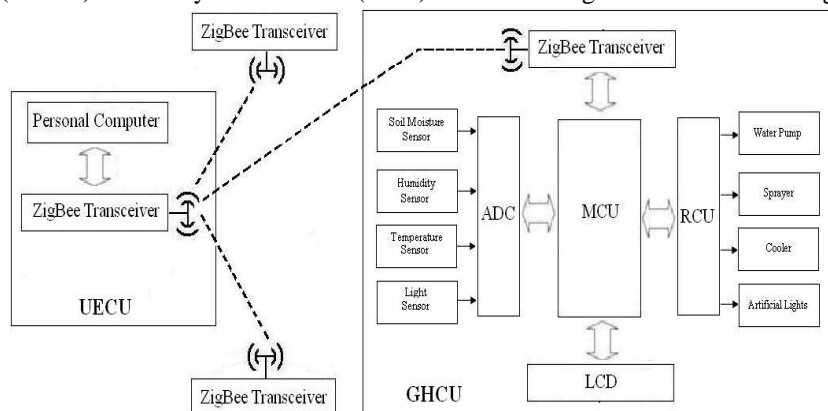 ZigBee Transceiver
ZigBee Transceiver
Personal Computer
ZigBee Transceiver
UECU
ZigBee Transceiver
Soil Moisture
Sensor
Humidity
Sensor
Temperature
Sensor
Light
Sensor
ADC
MCU
RCU
Water Pump
Sprayer
Cooler
Artificial Lights
LCD
GHCU